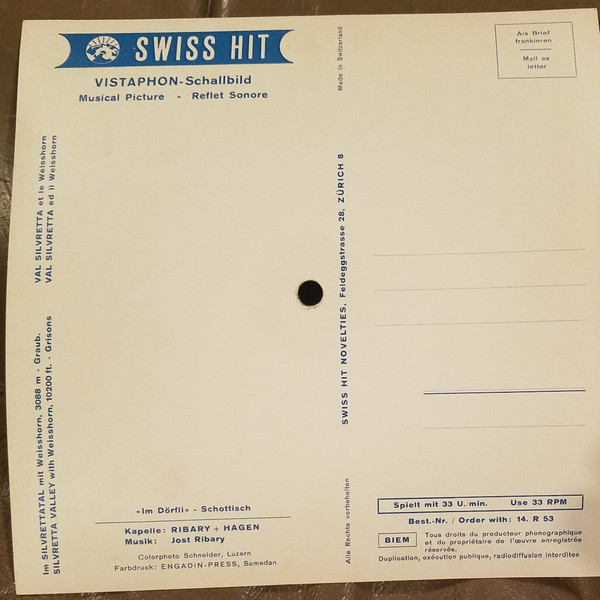 SWISS HIT
VISTAPHON-Schallbild
Musical Picture - Reflet Sonore
VAL SILVRETTA et le Weisshorn
VAL SILVRETTA ed il Weisshorn
Im SILVRETTATAL mit Weisshorn, 3088 m - Graub.
SILVRETTA VALLEY with Weisshorn, 10200 ft. - Grisons
«Im Dörfli» - Schottisch
Kapelle: RIBARY + HAGEN
Musik: Jost Ribary
Colorphoto Schneider, Luzern
Farbdruck: ENGADIN-PRESS, Samedan
Made in Switzerland
SWISS HIT NOVELTIES, Feldeggstrasse 28, ZÜRICH 8
Alle Rechte vorbehalten
Als Brief
frankieren
Mail as
letter
Spielt mit 33 U./min. Use 33 RPM
Best.-Nr. / Order with: 14. R 53
BIEM
Tous droits du producteur phonographique
et du propriétaire de l'œuvre enregistrée
réservés.
Duplication, exécution publique, radiodiffusion interdites